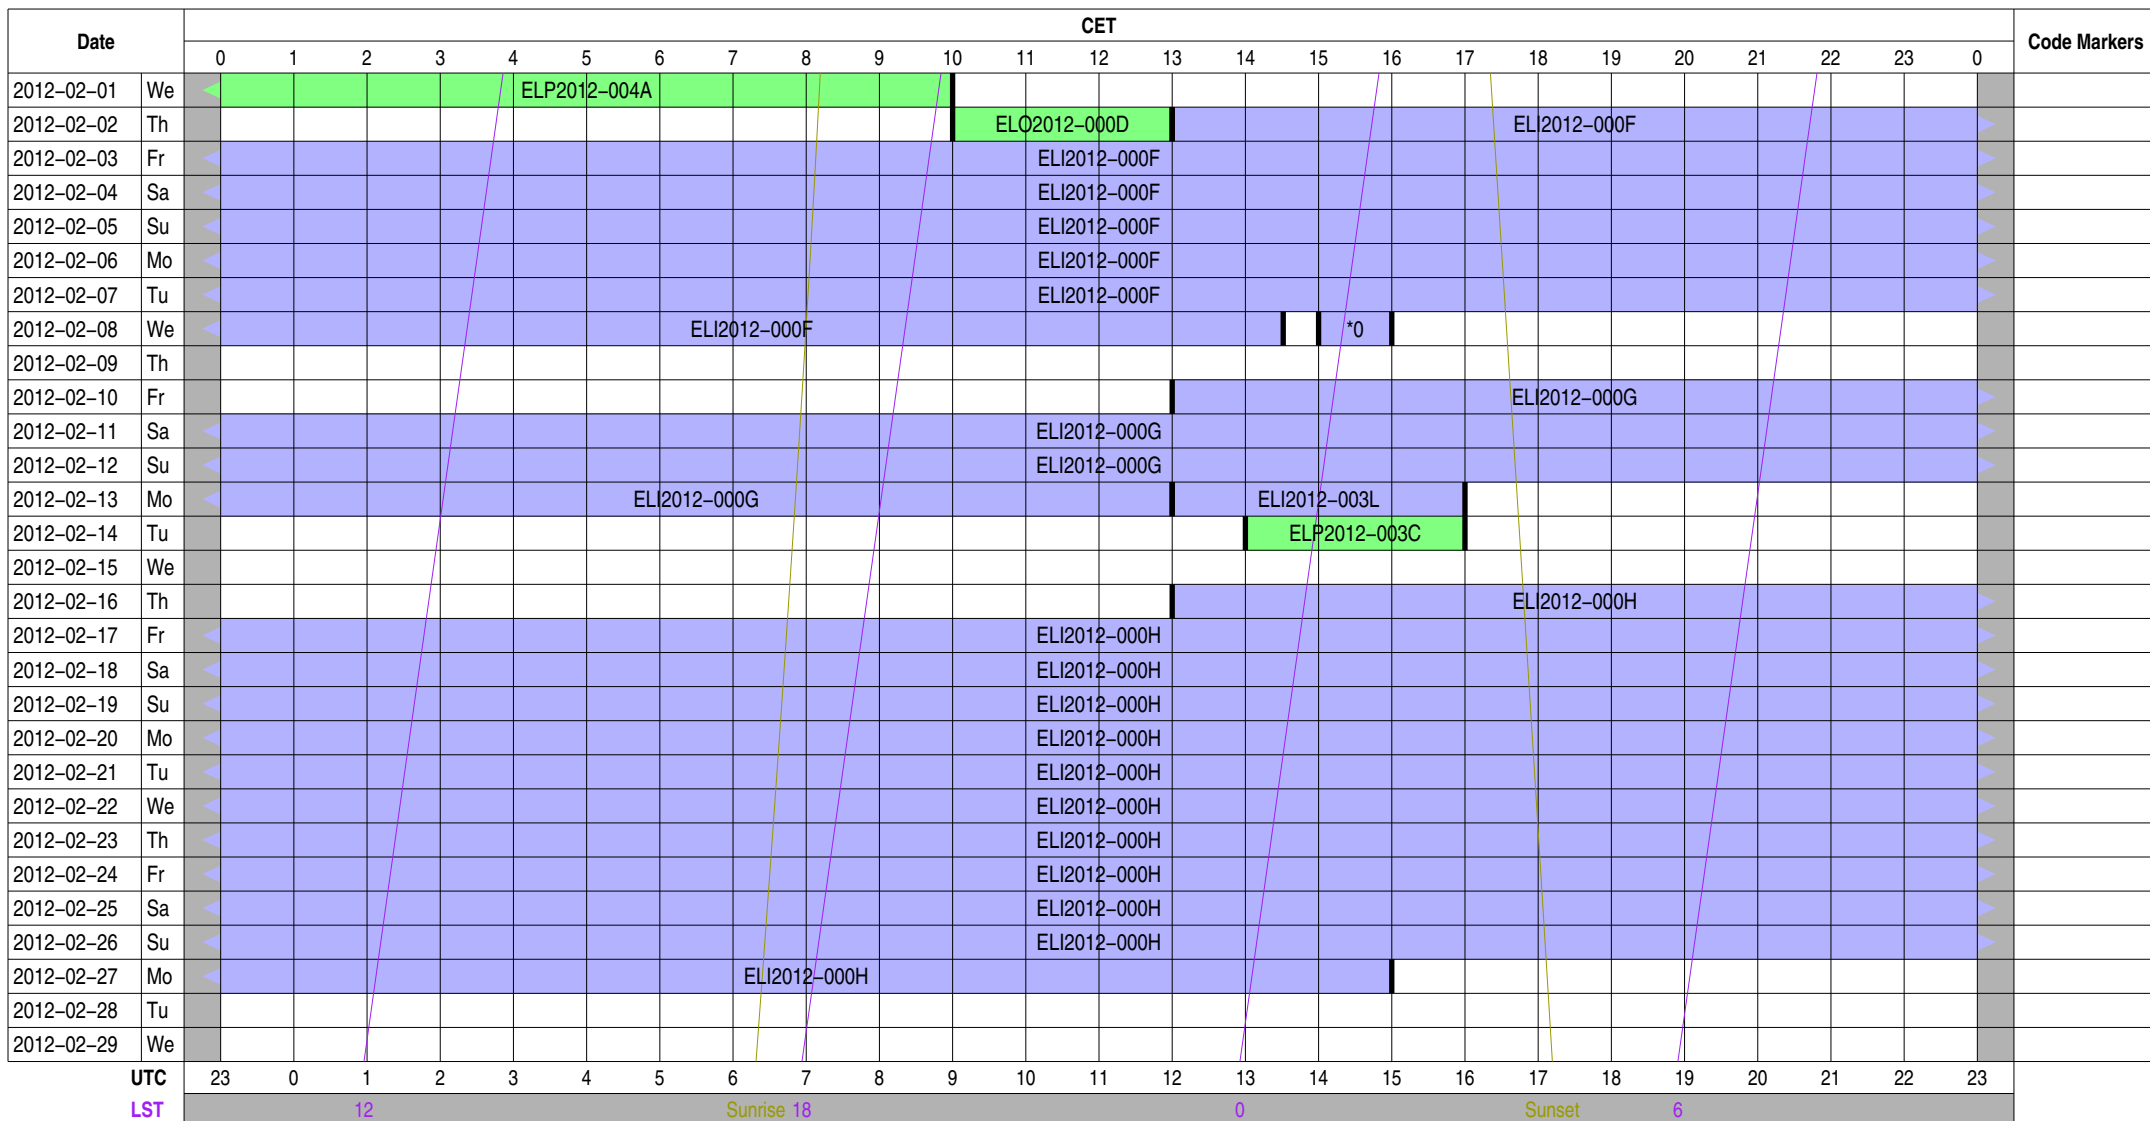 Date CET Code Markers
0 1 2 3 4 5 6 7 8 9 10 11 12 13 14 15 16 17 18 19 20 21 22 23 0
2012-02-01 We ELP2012-004A
2012-02-02 Th ELO2012-000D ELI2012-000F
2012-02-03 Fr ELI2012-000F
2012-02-04 Sa ELI2012-000F
2012-02-05 Su ELI2012-000F
2012-02-06 Mo ELI2012-000F
2012-02-07 Tu ELI2012-000F
2012-02-08 We ELI2012-000F *0
2012-02-09 Th
2012-02-10 Fr ELI2012-000G
2012-02-11 Sa ELI2012-000G
2012-02-12 Su ELI2012-000G
2012-02-13 Mo ELI2012-000G ELI2012-003L
2012-02-14 Tu ELP2012-003C
2012-02-15 We
2012-02-16 Th ELI2012-000H
2012-02-17 Fr ELI2012-000H
2012-02-18 Sa ELI2012-000H
2012-02-19 Su ELI2012-000H
2012-02-20 Mo ELI2012-000H
2012-02-21 Tu ELI2012-000H
2012-02-22 We ELI2012-000H
2012-02-23 Th ELI2012-000H
2012-02-24 Fr ELI2012-000H
2012-02-25 Sa ELI2012-000H
2012-02-26 Su ELI2012-000H
2012-02-27 Mo ELI2012-000H
2012-02-28 Tu
2012-02-29 We
UTC 23 0 1 2 3 4 5 6 7 8 9 10 11 12 13 14 15 16 17 18 19 20 21 22 23
LST 12 Sunrise 18 0 Sunset 6